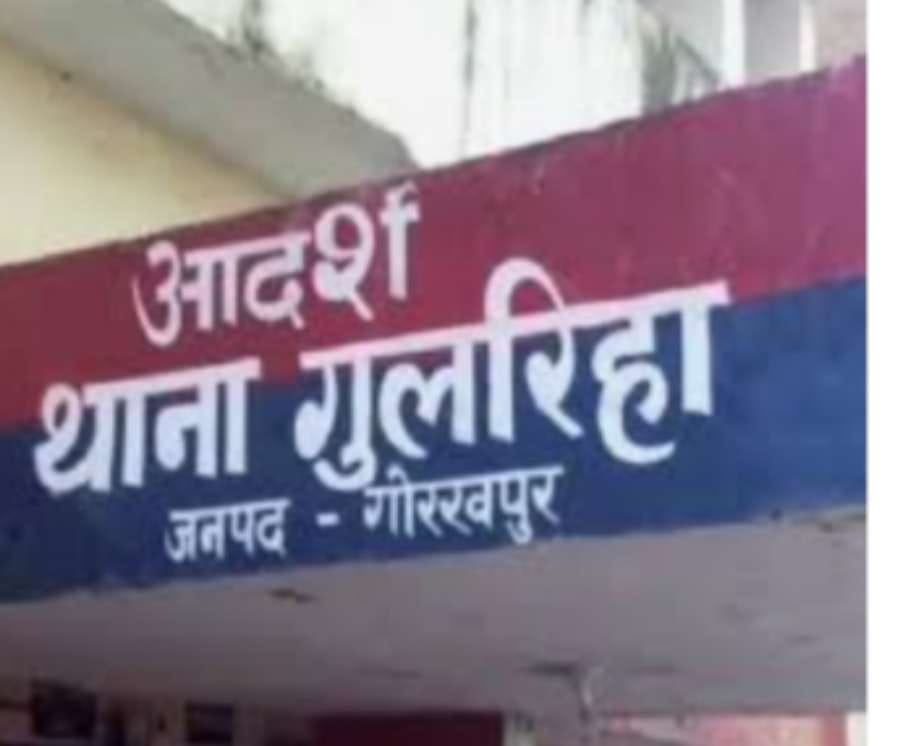 आदर्श
थाना गुलरिहा
जनपद - गोरखपुर